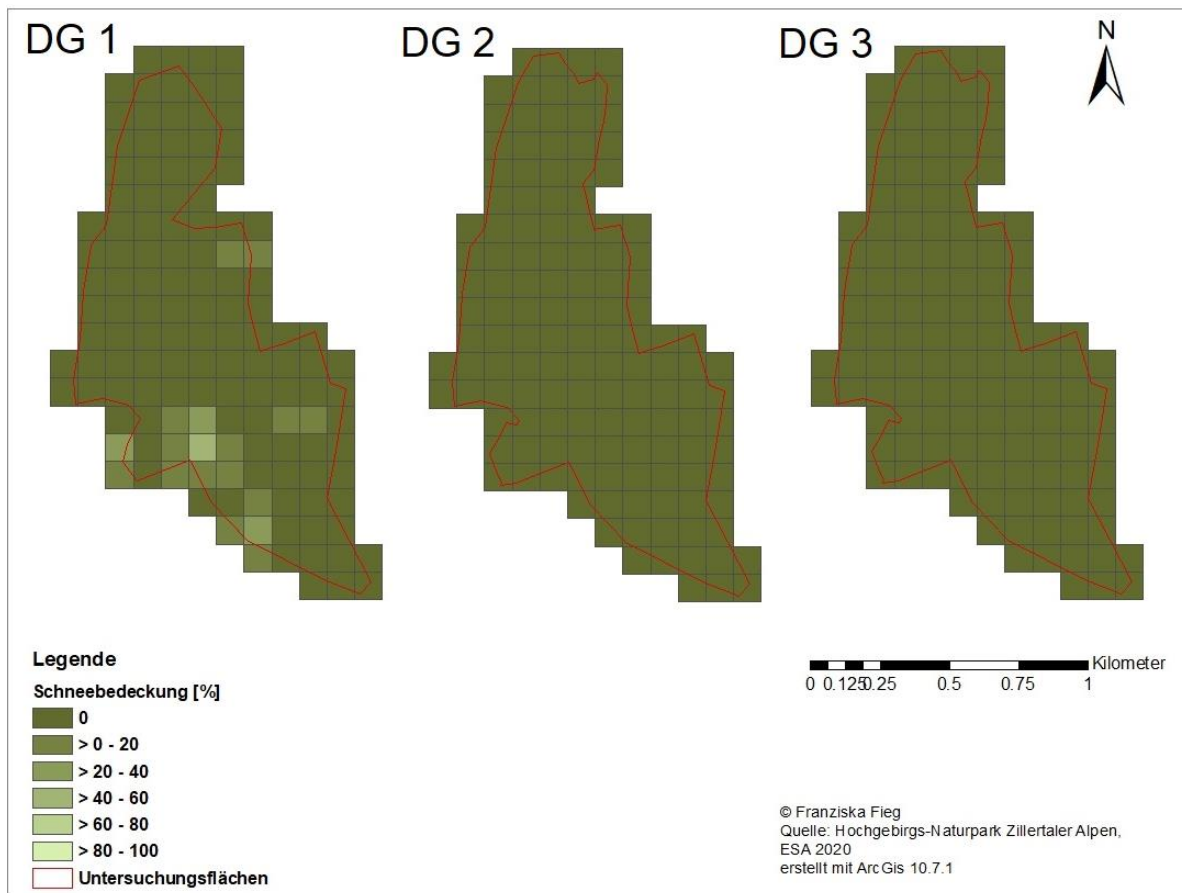 DG 1
DG 2
DG 3
N
Legende
Schneebedeckung [%]
0
> 0 - 20
> 20 - 40
> 40 - 60
> 60 - 80
> 80 - 100
Untersuchungsflächen
Kilometer
0 0.125 0.25 0.5 0.75 1
© Franziska Fieg
Quelle: Hochgebirgs-Naturpark Zillertaler Alpen,
ESA 2020
erstellt mit ArcGis 10.7.1